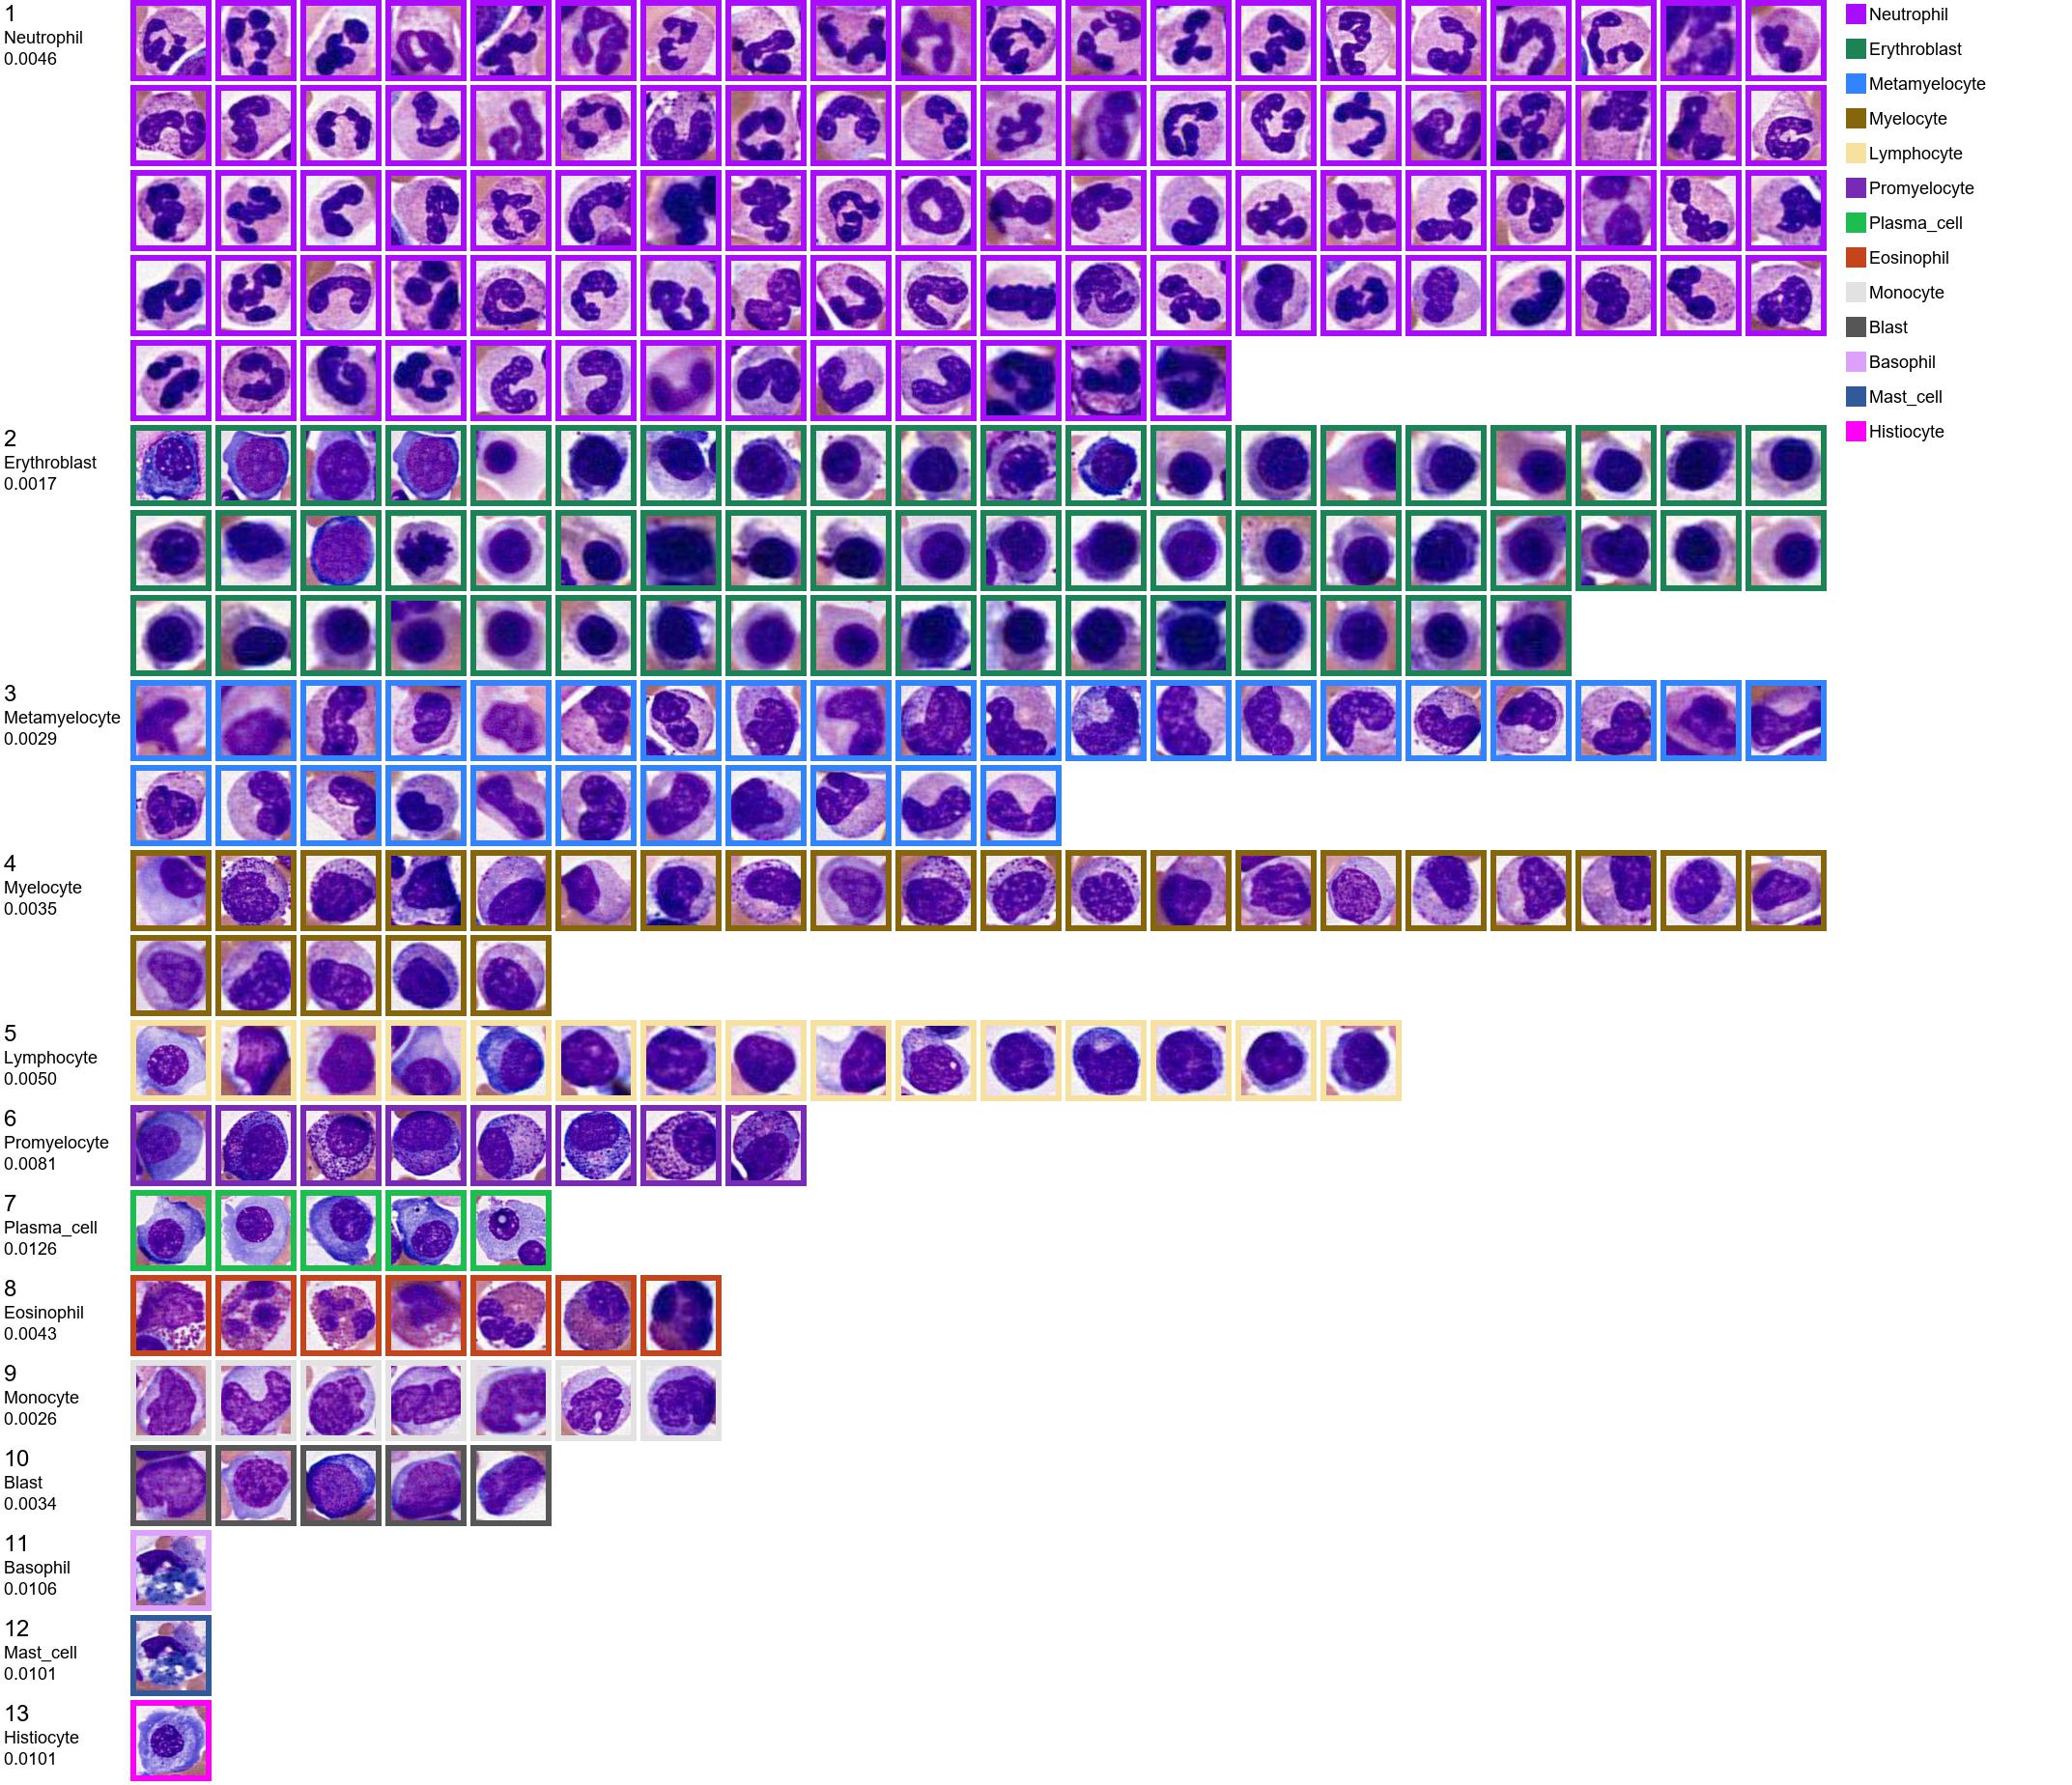 1
Neutrophil
0.0046
2
Erythroblast
0.0017
3
Metamyelocyte
0.0029
4
Myelocyte
0.0035
5
Lymphocyte
0.0050
6
Promyelocyte
0.0081
7
Plasma_cell
0.0126
8
Eosinophil
0.0043
9
Monocyte
0.0026
10
Blast
0.0034
11
Basophil
0.0106
12
Mast_cell
0.0101
13
Histiocyte
0.0101
Neutrophil
Erythroblast
Metamyelocyte
Myelocyte
Lymphocyte
Promyelocyte
Plasma_cell
Eosinophil
Monocyte
Blast
Basophil
Mast_cell
Histiocyte